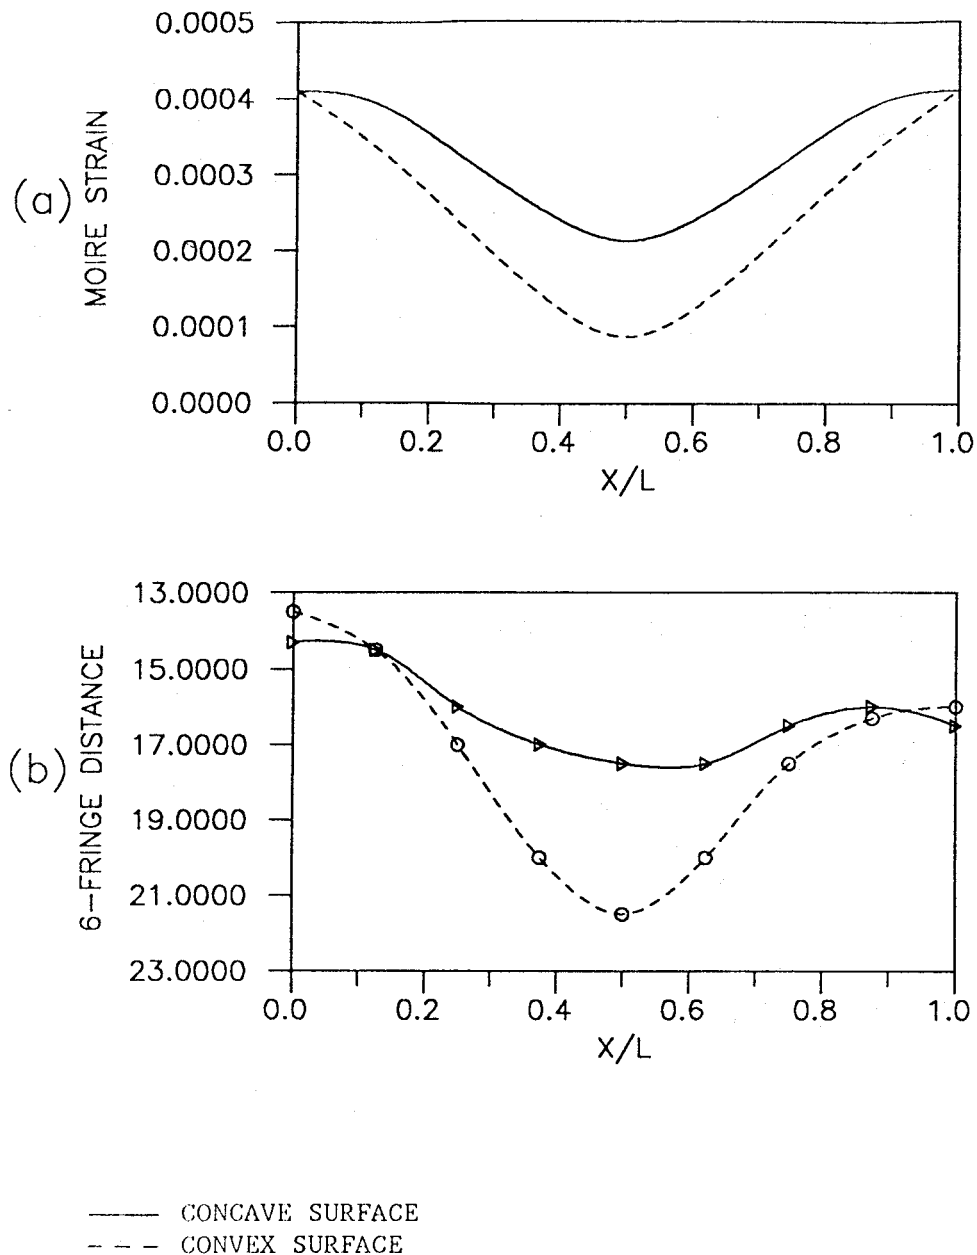 0.0005
0.0004
0.0003
0.0002
0.0001
0.0000
(a)
MOIRE STRAIN
0.0 0.2 0.4 0.6 0.8 1.0
X/L
13.0000
15.0000
17.0000
19.0000
21.0000
23.0000
(b)
6-FRINGE DISTANCE
0.0 0.2 0.4 0.6 0.8 1.0
X/L
CONCAVE SURFACE
CONVEX SURFACE